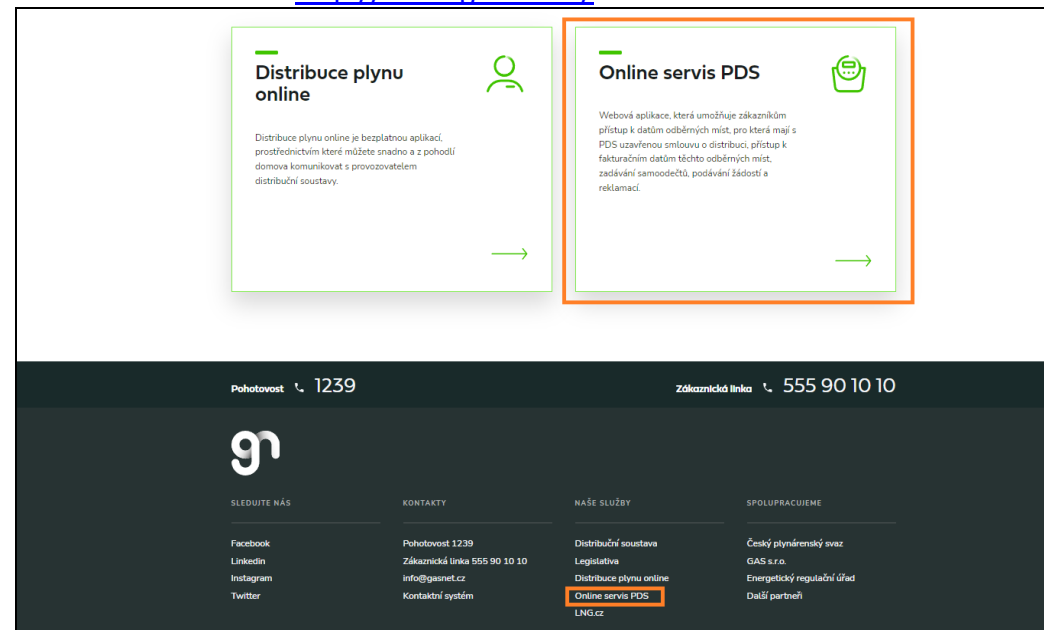 Distribuce plynu
online
Distribuce plynu online je bezplatnou aplikací,
prostřednictvím které můžete snadno a z pohodlí
domova komunikovat s provozovatelem
distribuční soustavy.
Online servis PDS
Webová aplikace, která umožňuje zákazníkům
přístup k datům odběrných míst, pro která mají s
PDS uzavřenou smlouvu o distribuci, přístup k
fakturačním datům těchto odběrných míst,
zadávání samoodečtů, podávání žádostí a
reklamací.
Pohotovost 1239
Zákaznická linka 555 90 10 10
gn
SLEDUJTE NÁS
Facebook
Linkedin
Instagram
Twitter
KONTAKTY
Pohotovost 1239
Zákaznická linka 555 90 10 10
info@gasnet.cz
Kontaktní systém
NAŠE SLUŽBY
Distribuční soustava
Legislativa
Distribuce plynu online
Online servis PDS
LNG.cz
SPOLUPRACUJEME
Český plynárenský svaz
GAS s.r.o.
Energetický regulační úřad
Další partneři